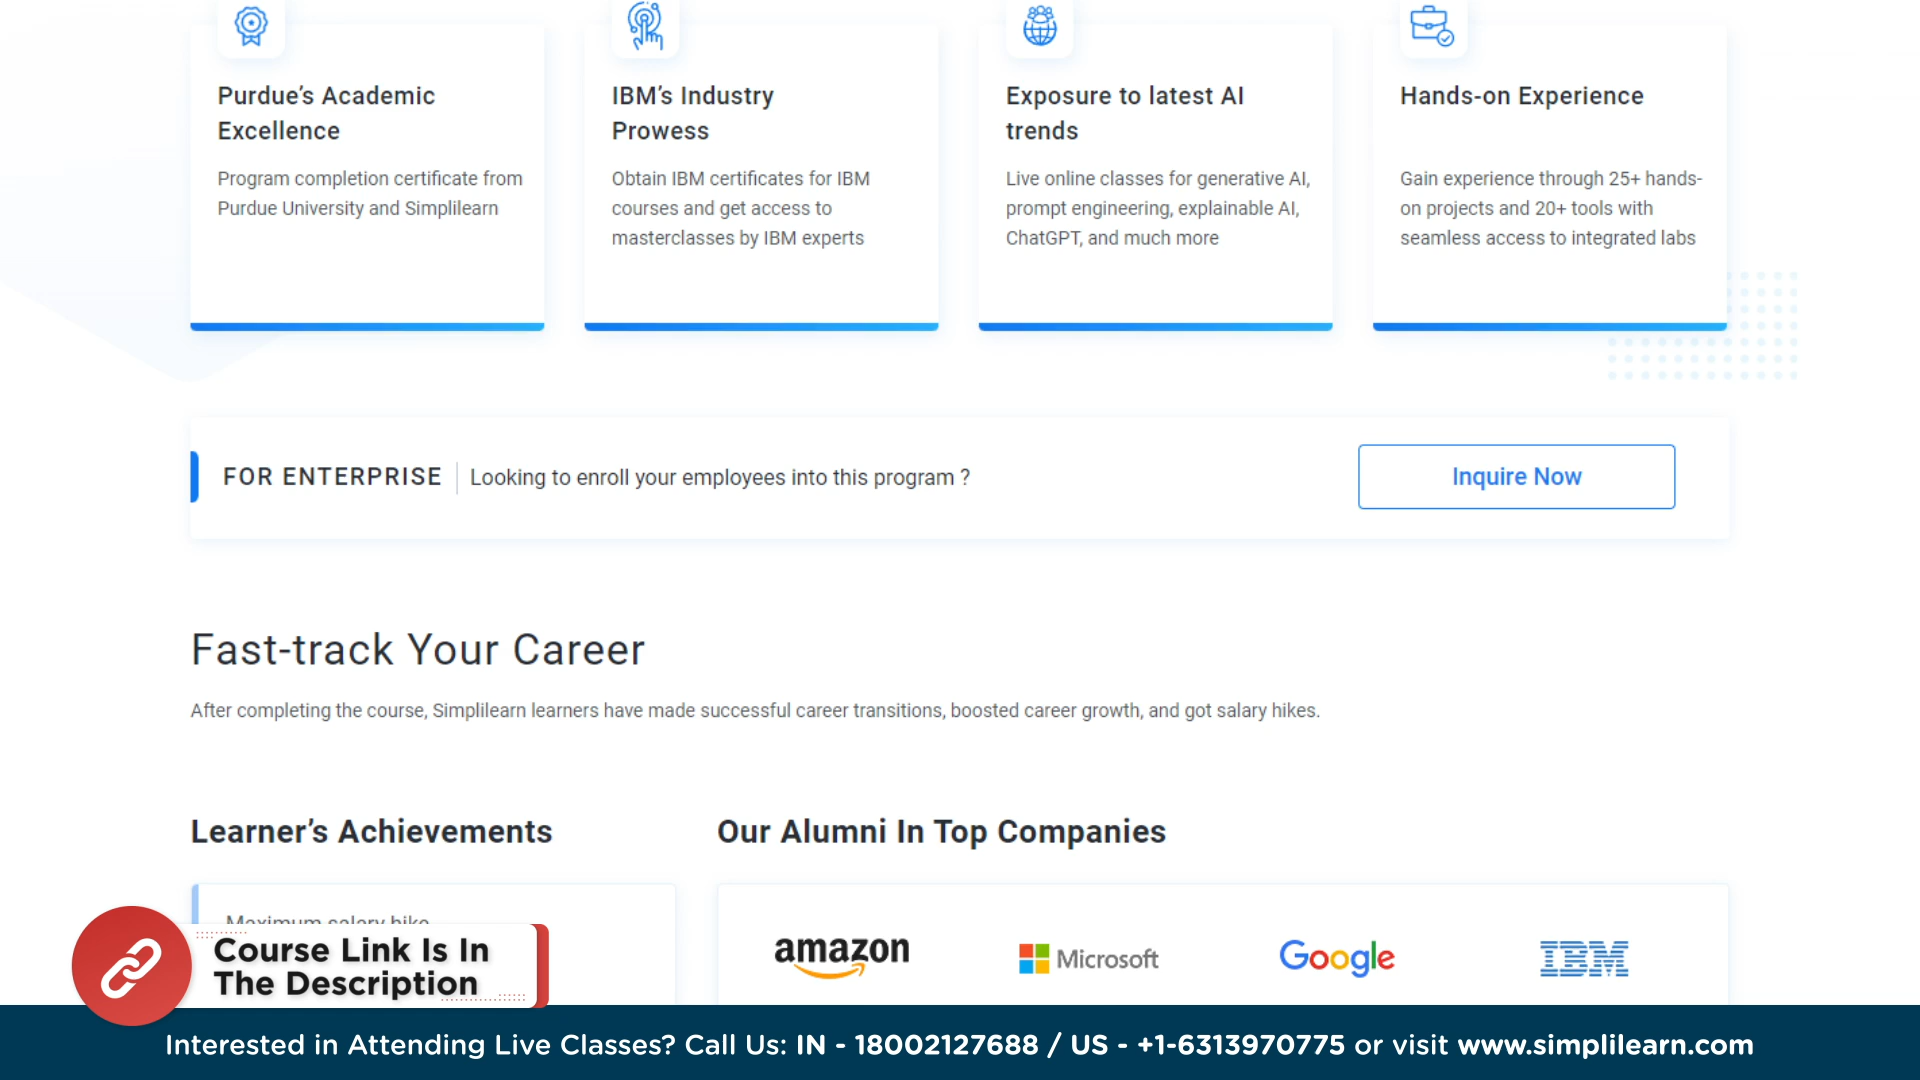 Purdue’s Academic
Excellence
Program completion certificate from
Purdue University and Simplilearn
IBM’s Industry
Prowess
Obtain IBM certificates for IBM
courses and get access to
masterclasses by IBM experts
Exposure to latest AI
trends
Live online classes for generative AI,
prompt engineering, explainable AI,
ChatGPT, and much more
Hands-on Experience
Gain experience through 25+ hands-
on projects and 20+ tools with
seamless access to integrated labs
FOR ENTERPRISE Looking to enroll your employees into this program ?
Inquire Now
Fast-track Your Career
After completing the course, Simplilearn learners have made successful career transitions, boosted career growth, and got salary hikes.
Learner’s Achievements
Maximum salary hike
Our Alumni In Top Companies
amazon
Microsoft
Google
IBM
Course Link Is In
The Description
Interested in Attending Live Classes? Call Us: IN - 18002127688 / US - +1-6313970775 or visit www.simplilearn.com